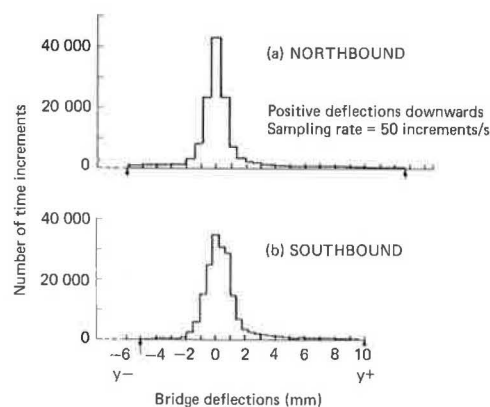 40 000
(a) NORTHBOUND
20 000
Positive deflections downwards
Sampling rate = 50 increments/s
0
Number of time increments
40 000
(b) SOUTHBOUND
20 000
0
−6 −4 −2 0 2 4 6 8 10
y− y+
Bridge deflections (mm)